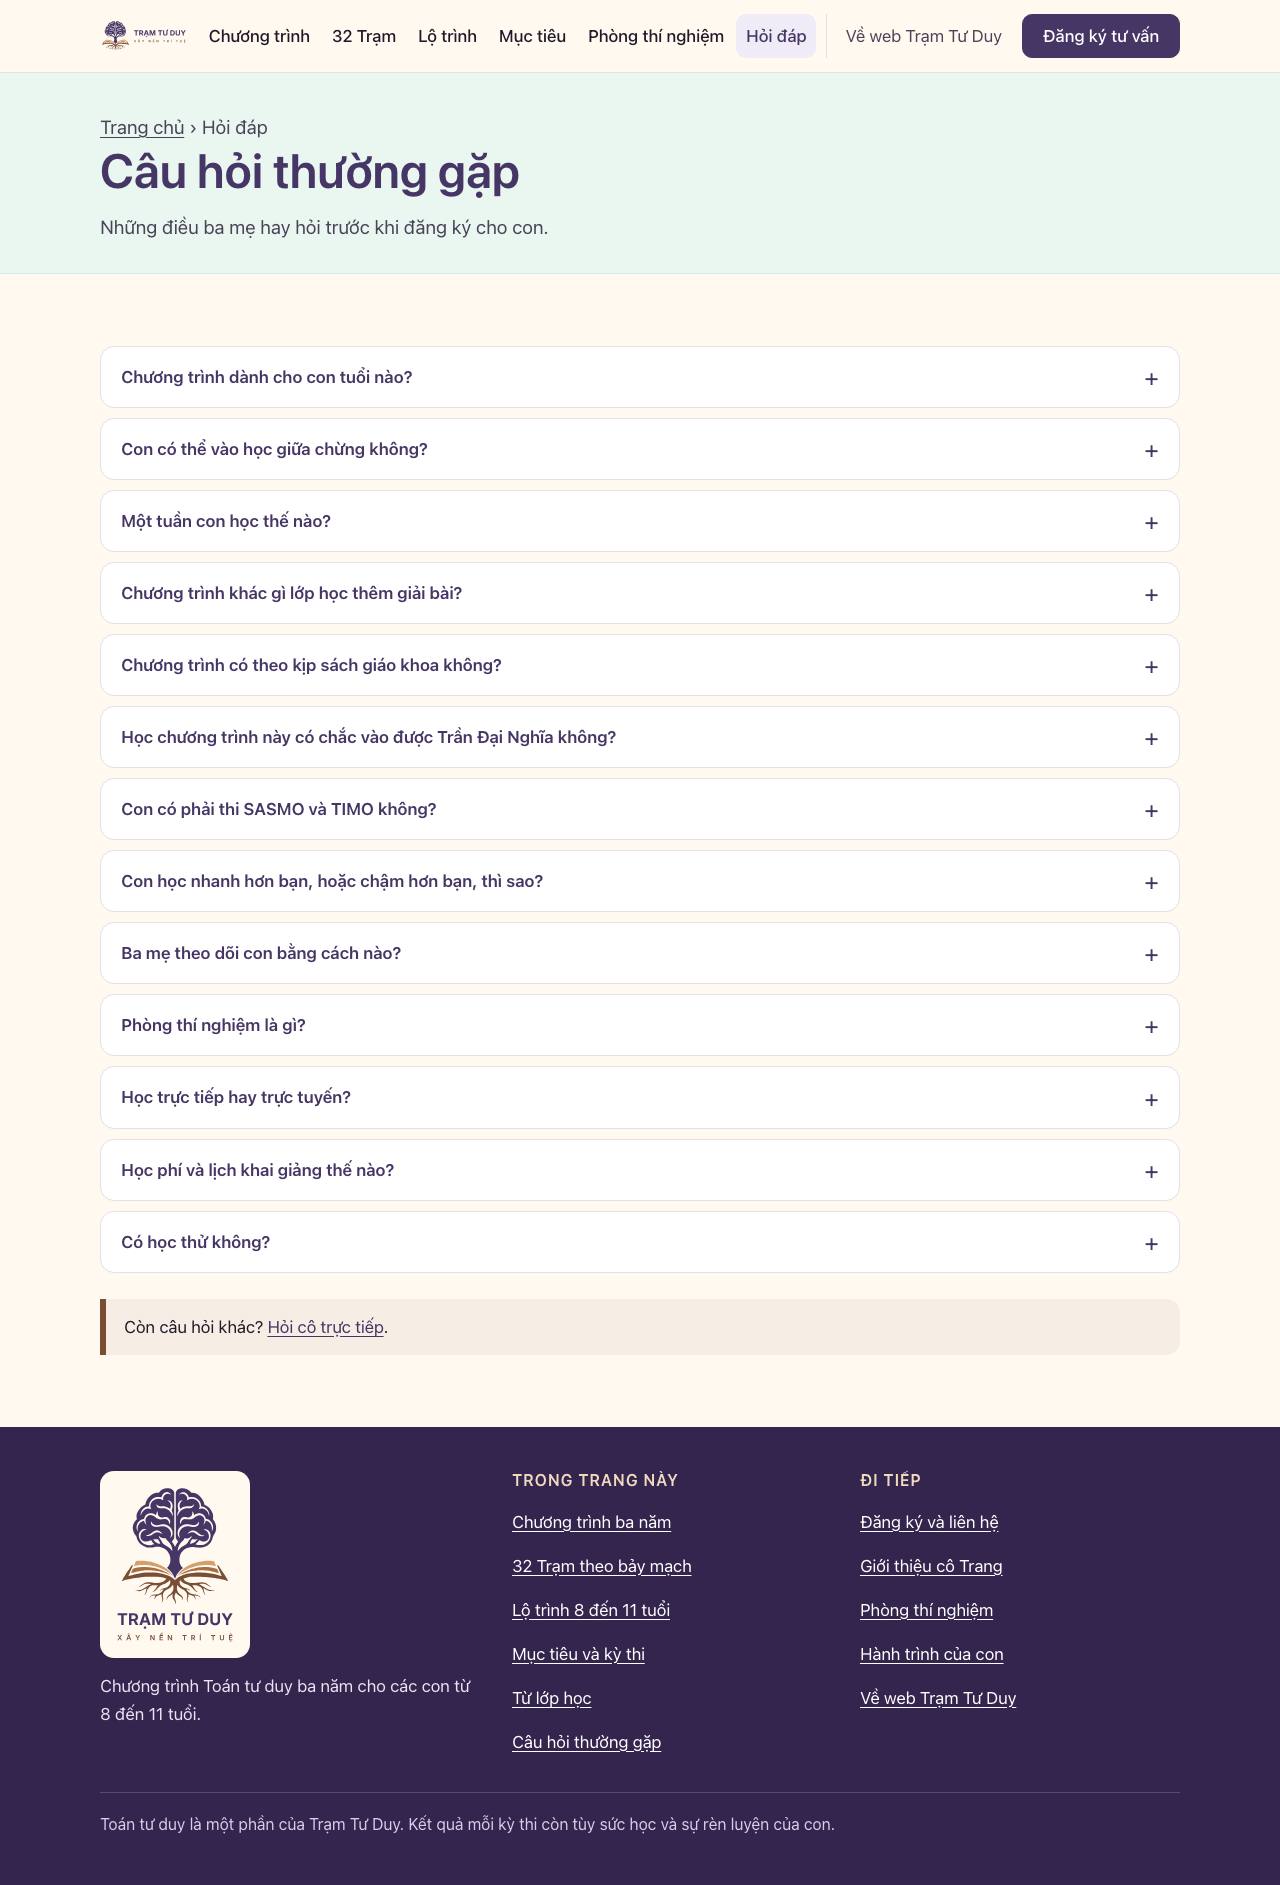 TRẠM TƯ DUY
XÂY NỀN TRÍ TUỆ
Chương trình
32 Trạm
Lộ trình
Mục tiêu
Phòng thí nghiệm
Hỏi đáp
Về web Trạm Tư Duy
Đăng ký tư vấn
Trang chủ › Hỏi đáp
Câu hỏi thường gặp
Những điều ba mẹ hay hỏi trước khi đăng ký cho con.
Chương trình dành cho con tuổi nào? +
Con có thể vào học giữa chừng không? +
Một tuần con học thế nào? +
Chương trình khác gì lớp học thêm giải bài? +
Chương trình có theo kịp sách giáo khoa không? +
Học chương trình này có chắc vào được Trần Đại Nghĩa không? +
Con có phải thi SASMO và TIMO không? +
Con học nhanh hơn bạn, hoặc chậm hơn bạn, thì sao? +
Ba mẹ theo dõi con bằng cách nào? +
Phòng thí nghiệm là gì? +
Học trực tiếp hay trực tuyến? +
Học phí và lịch khai giảng thế nào? +
Có học thử không? +
Còn câu hỏi khác? Hỏi cô trực tiếp.
TRẠM TƯ DUY
XÂY NỀN TRÍ TUỆ
Chương trình Toán tư duy ba năm cho các con từ
8 đến 11 tuổi.
TRONG TRANG NÀY
Chương trình ba năm
32 Trạm theo bảy mạch
Lộ trình 8 đến 11 tuổi
Mục tiêu và kỳ thi
Từ lớp học
Câu hỏi thường gặp
ĐI TIẾP
Đăng ký và liên hệ
Giới thiệu cô Trang
Phòng thí nghiệm
Hành trình của con
Về web Trạm Tư Duy
Toán tư duy là một phần của Trạm Tư Duy. Kết quả mỗi kỳ thi còn tùy sức học và sự rèn luyện của con.